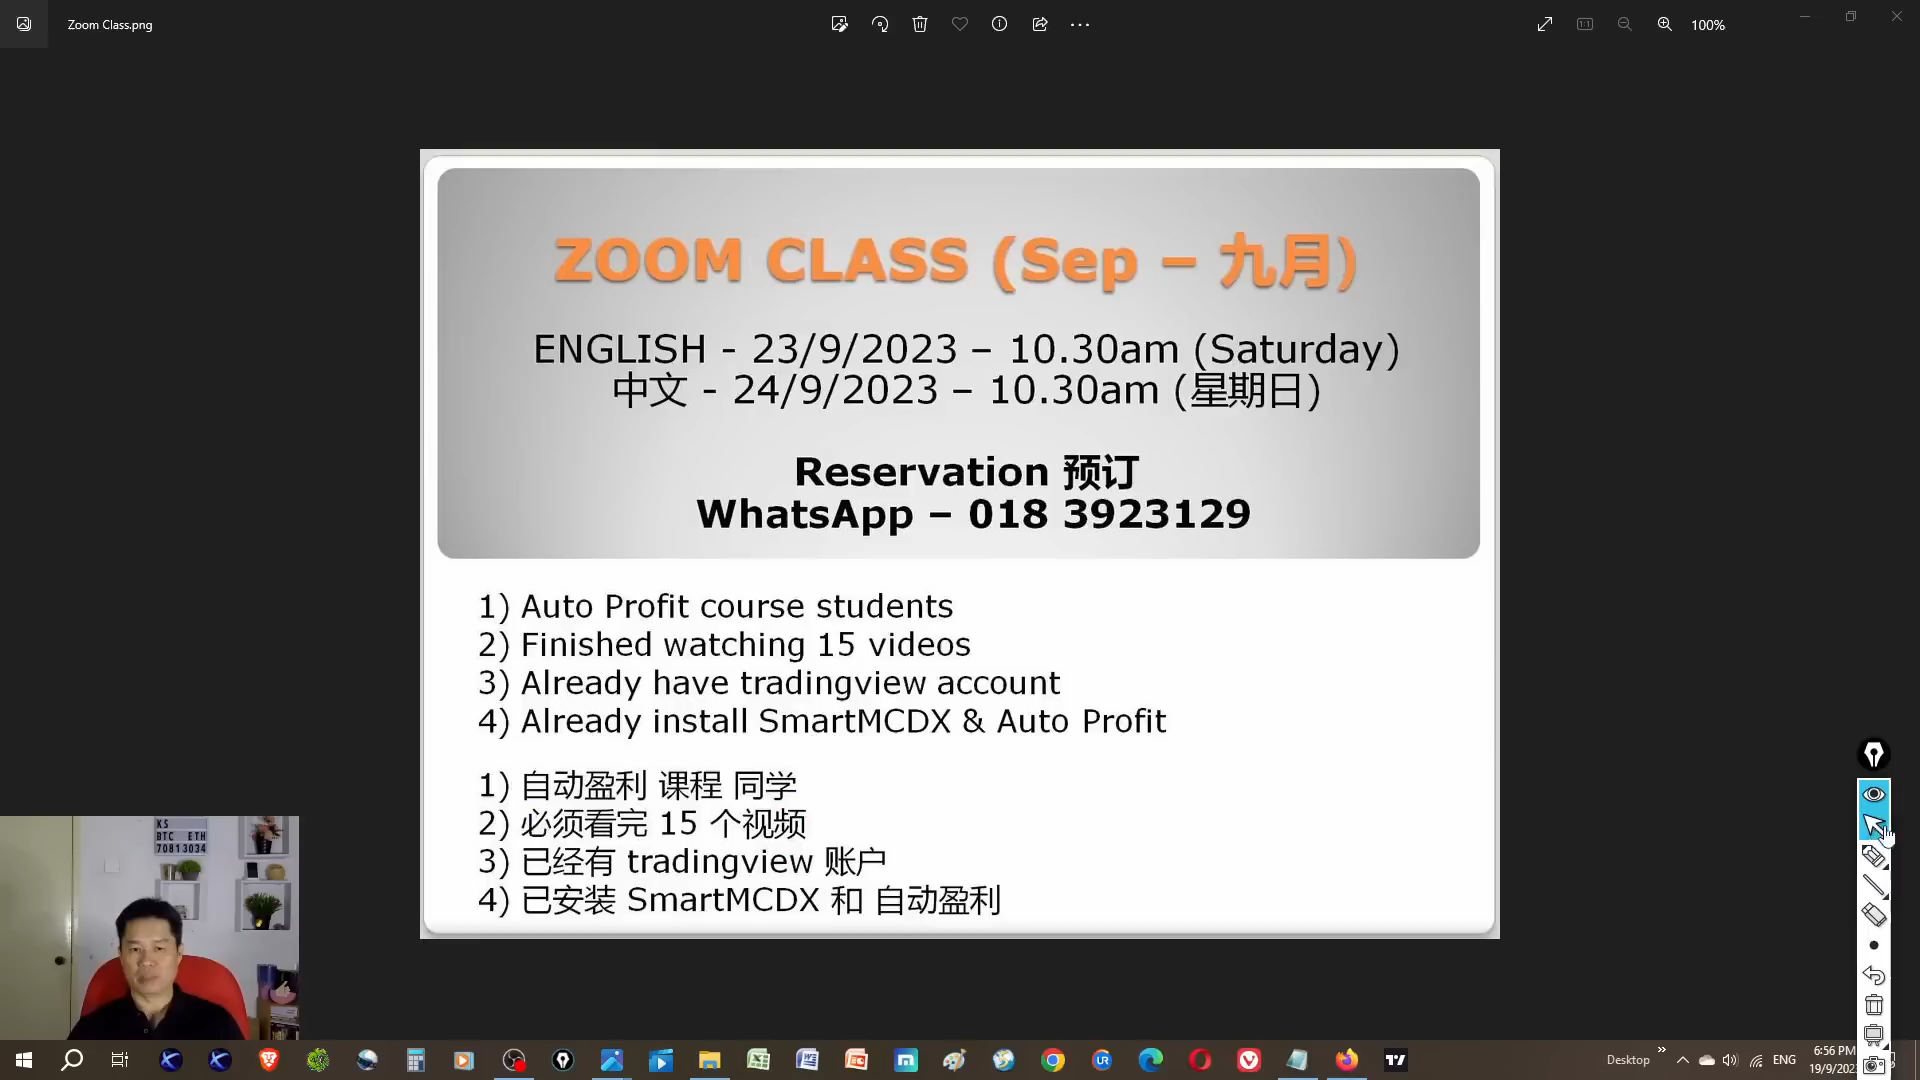 Zoom Class.png
100%
ZOOM CLASS (Sep – 九月)
ENGLISH - 23/9/2023 – 10.30am (Saturday)
中文 - 24/9/2023 – 10.30am (星期日)
Reservation 预订
WhatsApp – 018 3923129
1) Auto Profit course students
2) Finished watching 15 videos
3) Already have tradingview account
4) Already install SmartMCDX & Auto Profit
1) 自动盈利 课程 同学
2) 必须看完 15 个视频
3) 已经有 tradingview 账户
4) 已安装 SmartMCDX 和 自动盈利
KS
BTC ETH
70813034
Desktop
ENG
6:56 PM